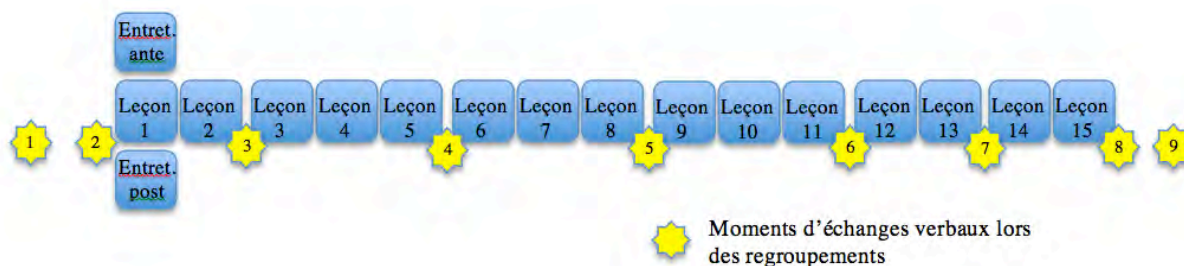 Entret.
ante
Leçon
1
Leçon
2
Leçon
3
Leçon
4
Leçon
5
Leçon
6
Leçon
7
Leçon
8
Leçon
9
Leçon
10
Leçon
11
Leçon
12
Leçon
13
Leçon
14
Leçon
15
1
2
3
4
5
6
7
8
9
Entret.
post
Moments d'échanges verbaux lors
des regroupements